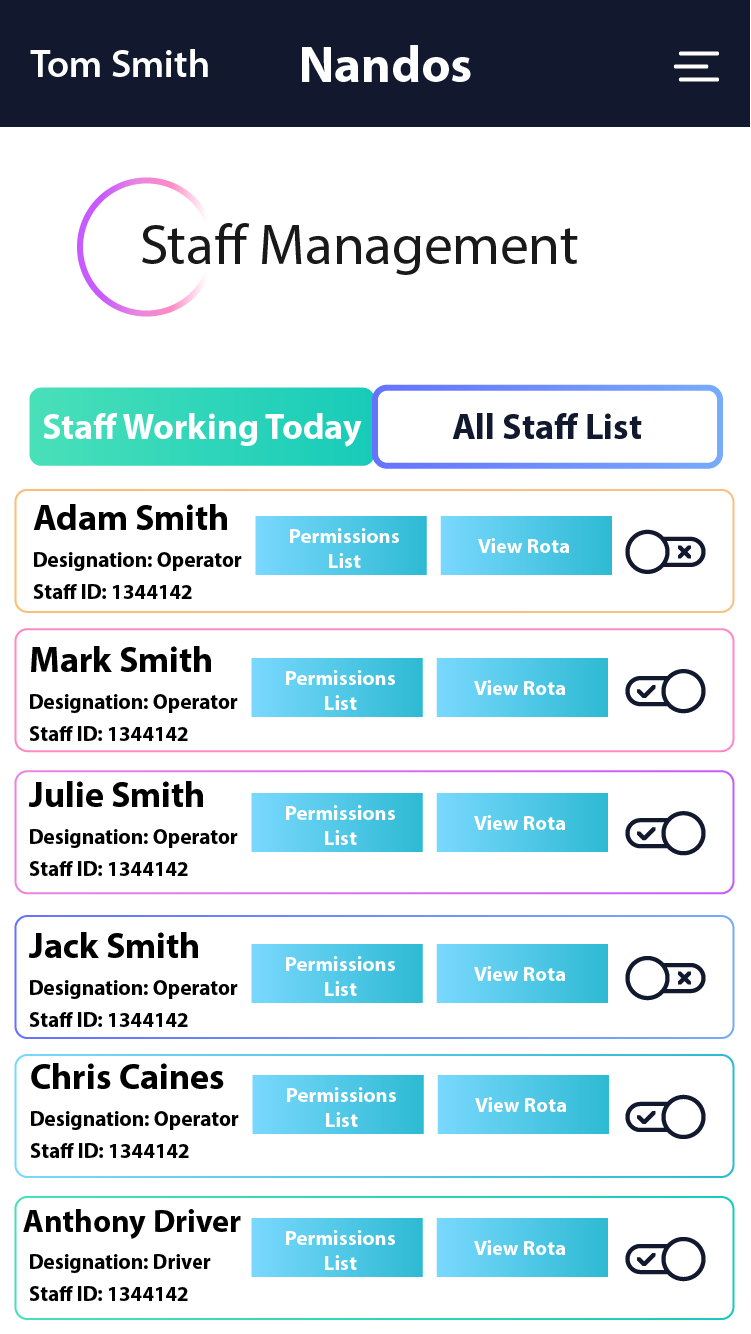 Tom Smith
Nandos
Staff Management
Staff Working Today
All Staff List
Adam Smith
Designation: Operator
Staff ID: 1344142
Permissions
List
View Rota
Mark Smith
Designation: Operator
Staff ID: 1344142
Permissions
List
View Rota
Julie Smith
Designation: Operator
Staff ID: 1344142
Permissions
List
View Rota
Jack Smith
Designation: Operator
Staff ID: 1344142
Permissions
List
View Rota
Chris Caines
Designation: Operator
Staff ID: 1344142
Permissions
List
View Rota
Anthony Driver
Designation: Driver
Staff ID: 1344142
Permissions
List
View Rota